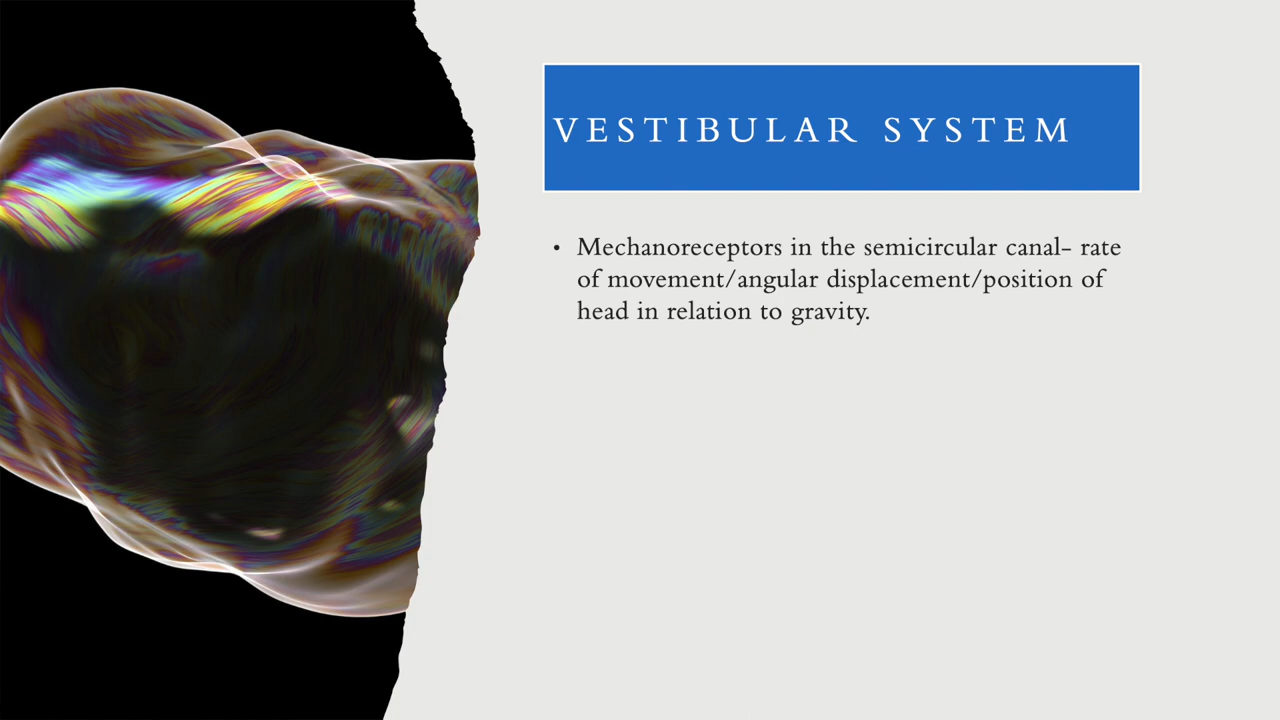 VESTIBULAR SYSTEM
• Mechanoreceptors in the semicircular canal– rate
of movement/angular displacement/position of
head in relation to gravity.